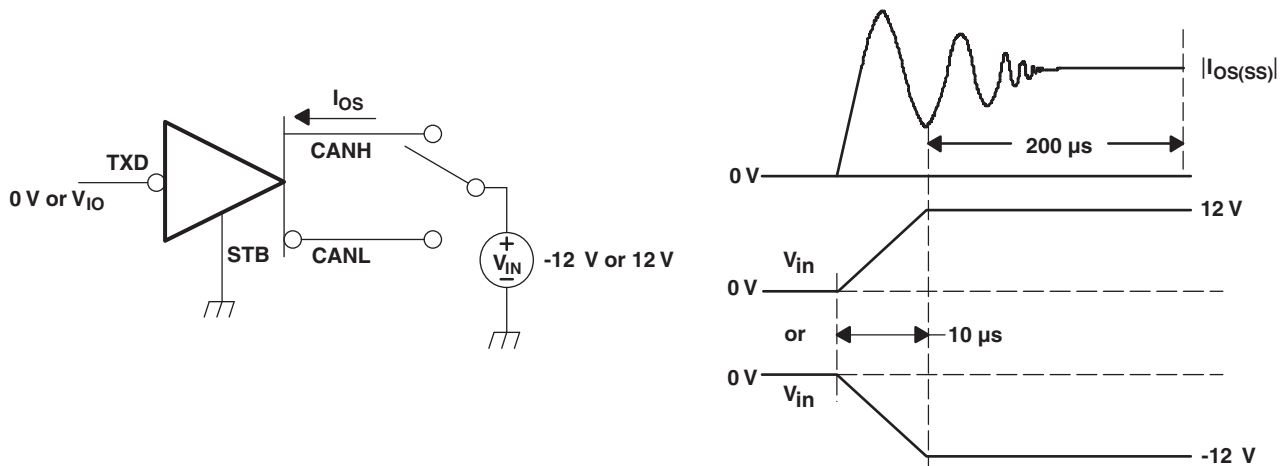 I_OS
TXD
CANH
0 V or V_IO
STB
CANL
+
V_IN
-12 V or 12 V
|I_OS(SS)|
200 µs
0 V
12 V
V_in
0 V
or
10 µs
0 V
V_in
-12 V